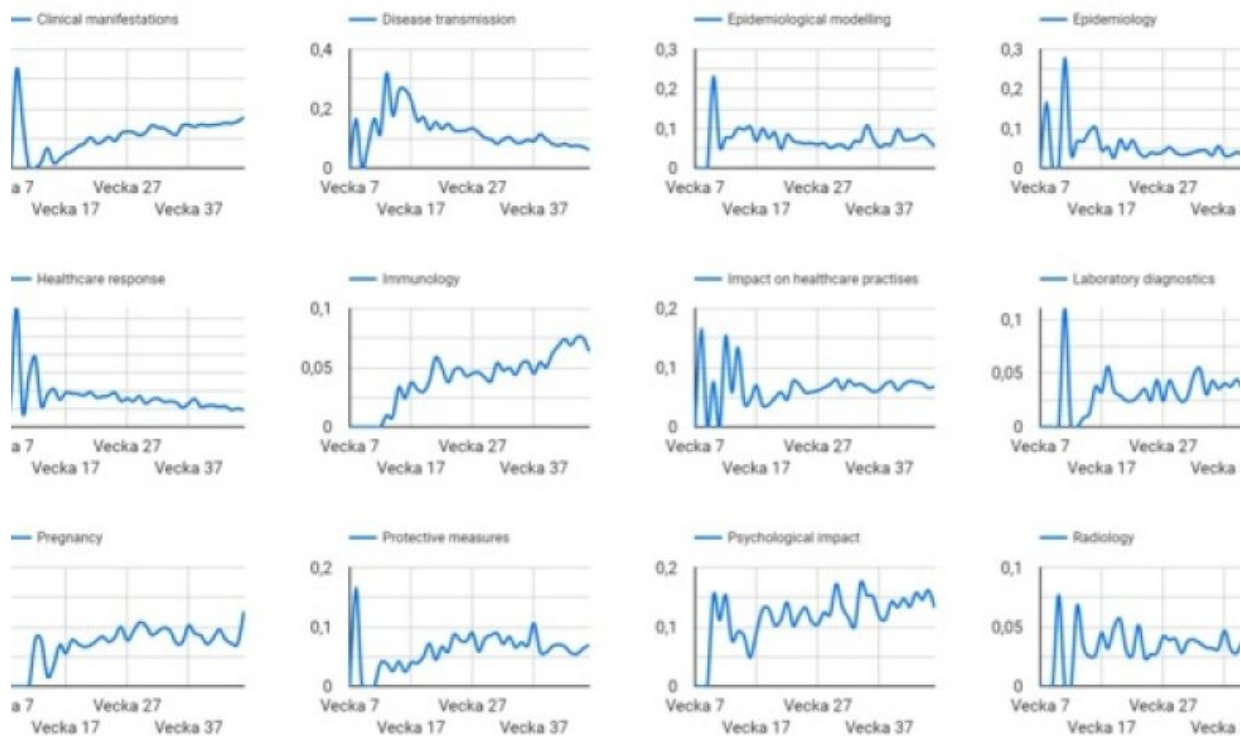 Clinical manifestations
a 7
Vecka 27
Vecka 17
Vecka 37
Disease transmission
0,4
0,2
0
Vecka 7
Vecka 27
Vecka 17
Vecka 37
Epidemiological modelling
0,3
0,2
0,1
0
Vecka 7
Vecka 27
Vecka 17
Vecka 37
Epidemiology
0,3
0,2
0,1
0
Vecka 7
Vecka 27
Vecka 17
Vecka
Healthcare response
a 7
Vecka 27
Vecka 17
Vecka 37
Immunology
0,1
0,05
0
Vecka 7
Vecka 27
Vecka 17
Vecka 37
Impact on healthcare practises
0,2
0,1
0
Vecka 7
Vecka 27
Vecka 17
Vecka 37
Laboratory diagnostics
0,1
0,05
0
Vecka 7
Vecka 27
Vecka 17
Vecka
Pregnancy
a 7
Vecka 27
Vecka 17
Vecka 37
Protective measures
0,2
0,1
0
Vecka 7
Vecka 27
Vecka 17
Vecka 37
Psychological impact
0,2
0,1
0
Vecka 7
Vecka 27
Vecka 17
Vecka 37
Radiology
0,1
0,05
0
Vecka 7
Vecka 27
Vecka 17
Vecka